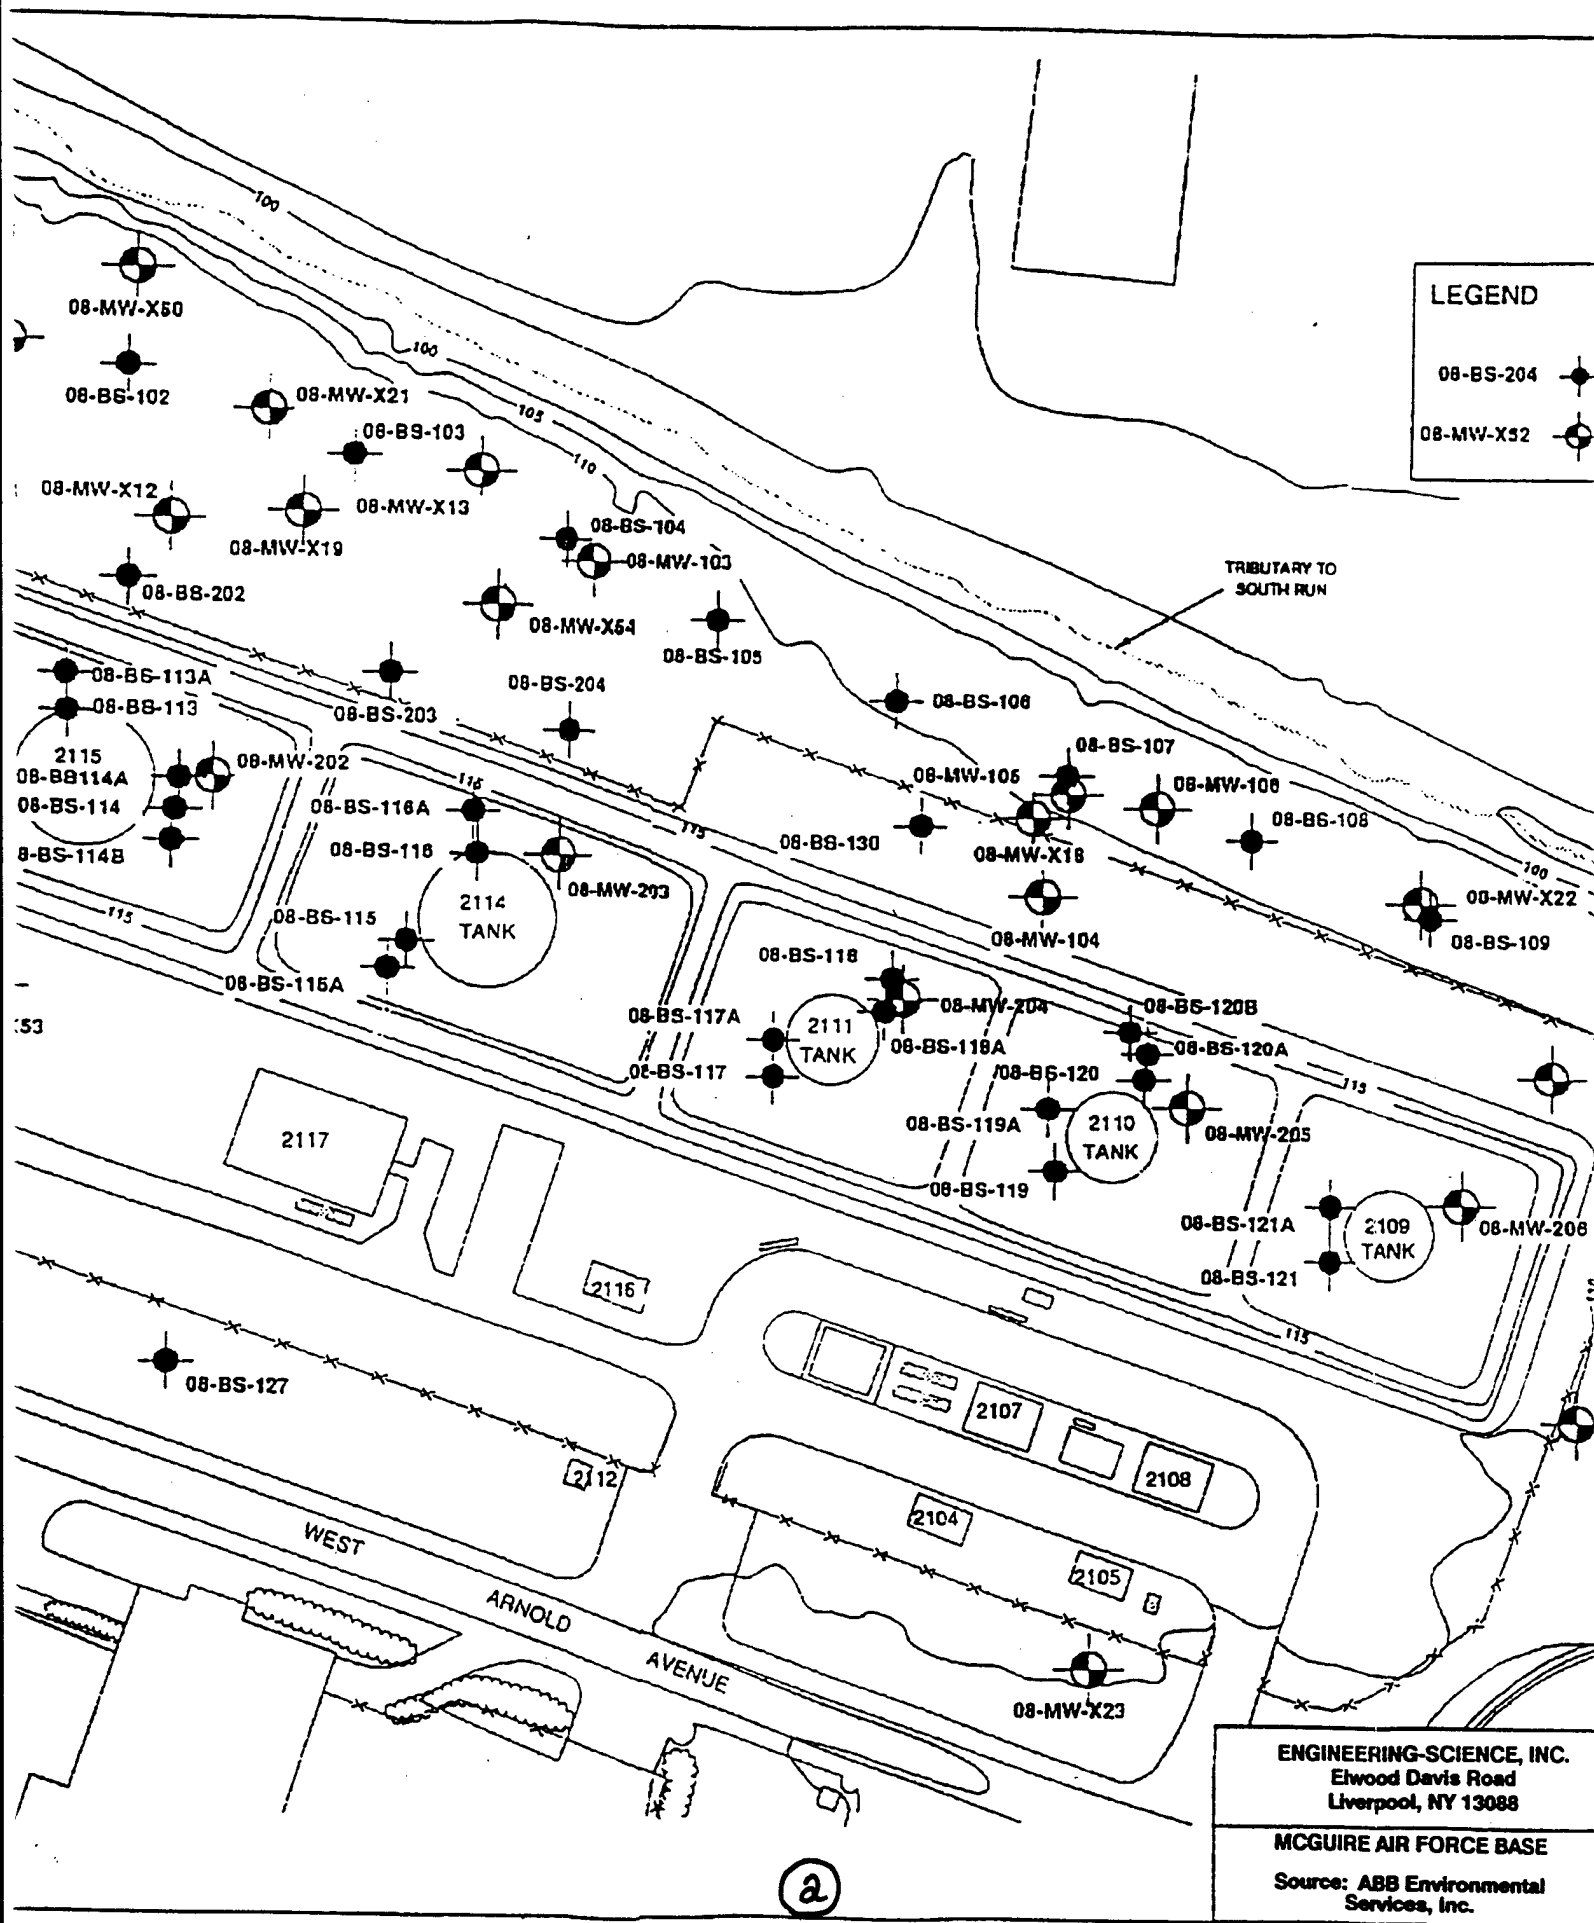 100
08-MW-X50
LEGEND
100
08-BS-102
08-BS-204
08-MW-X21
105
08-MW-X52
08-BS-103
110
08-MW-X12
08-MW-X13
08-BS-104
08-MW-X19
08-MW-103
TRIBUTARY TO
SOUTH RUN
08-BS-202
08-MW-X54
08-BS-105
08-BS-113A
08-BS-204
08-BS-106
08-BS-113
08-BS-203
2115
08-BS-107
08-MW-202
08-BS114A
115
08-MW-105
08-MW-106
08-BS-114
08-BS-116A
115
08-BS-108
08-BS-130
8-BS-114B
08-BS-116
08-MW-X18
100
08-MW-203
08-MW-X22
2114
TANK
115
08-BS-115
08-MW-104
08-BS-109
08-BS-118
08-BS-115A
08-BS-117A
08-MW-204
08-BS-120B
:53
2111
TANK
08-BS-118A
08-BS-120A
08-BS-117
08-BS-120
115
08-BS-119A
2110
TANK
08-MW-205
2117
08-BS-119
08-BS-121A
2109
TANK
08-MW-206
08-BS-121
2116
115
08-BS-127
2107
2112
2108
2104
WEST
2105
ARNOLD
AVENUE
08-MW-X23
ENGINEERING-SCIENCE, INC.
Elwood Davis Road
Liverpool, NY 13088
MCGUIRE AIR FORCE BASE
Source: ABB Environmental
Services, Inc.
2